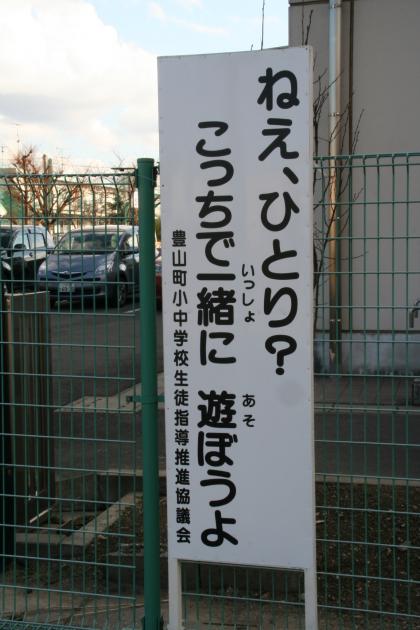 ねえ、ひとり?
こっちで一緒に 遊ぼうよ
いっしょ
あそ
豊山町小中学校生徒指導推進協議会